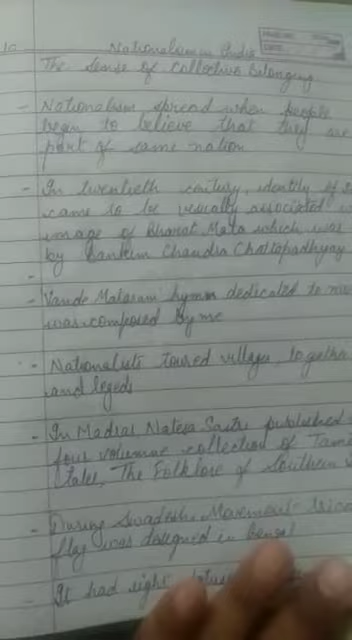 Nationalism in India
The Sense of Collective Belonging
- Nationalism spread when people
begin to believe that they are
part of same nation
- In twentieth century, identity of
came to be visually associated
image of Bharat Mata which was
by Bankim Chandra Chattopadhyay
-
- Vande Mataram hymn dedicated to
was composed by me
- Nationalists toured villages to gather
and legeds
- In Madras Natesa Sastri published
four volumne collection of Tamil
tales, The Folklore of Southern
- During Swadeshi Movement
flag was designed in Bengal
- It had eight lotus